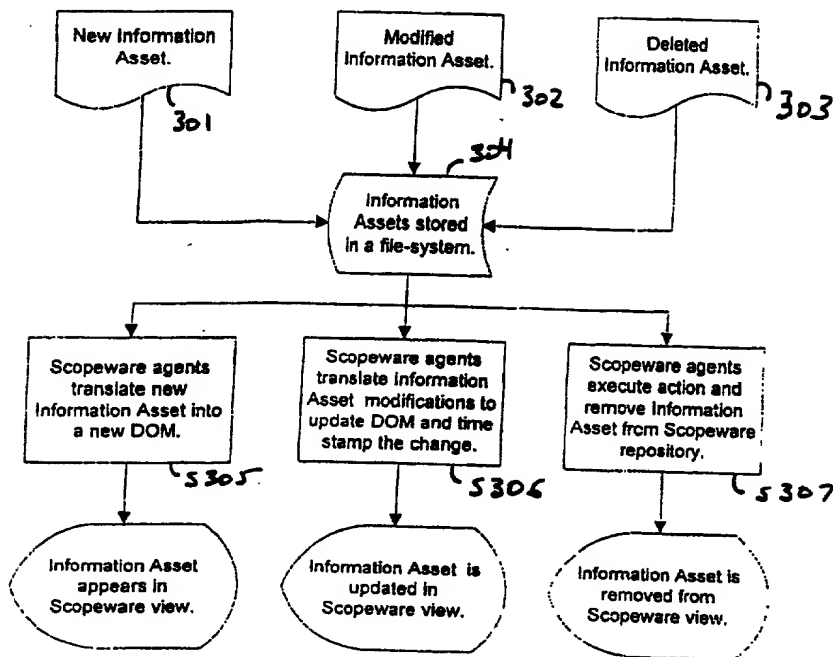 New Information
Asset.
301
Modified
Information Asset.
302
Deleted
Information Asset.
303
304
Information
Assets stored
in a file-system.
Scopeware agents
translate new
Information Asset into
a new DOM.
S305
Scopeware agents
translate Information
Asset modifications to
update DOM and time
stamp the change.
S306
Scopeware agents
execute action and
remove Information
Asset from Scopeware
repository.
S307
Information Asset
appears in
Scopeware view.
Information Asset is
updated in
Scopeware view.
Information Asset is
removed from
Scopeware view.